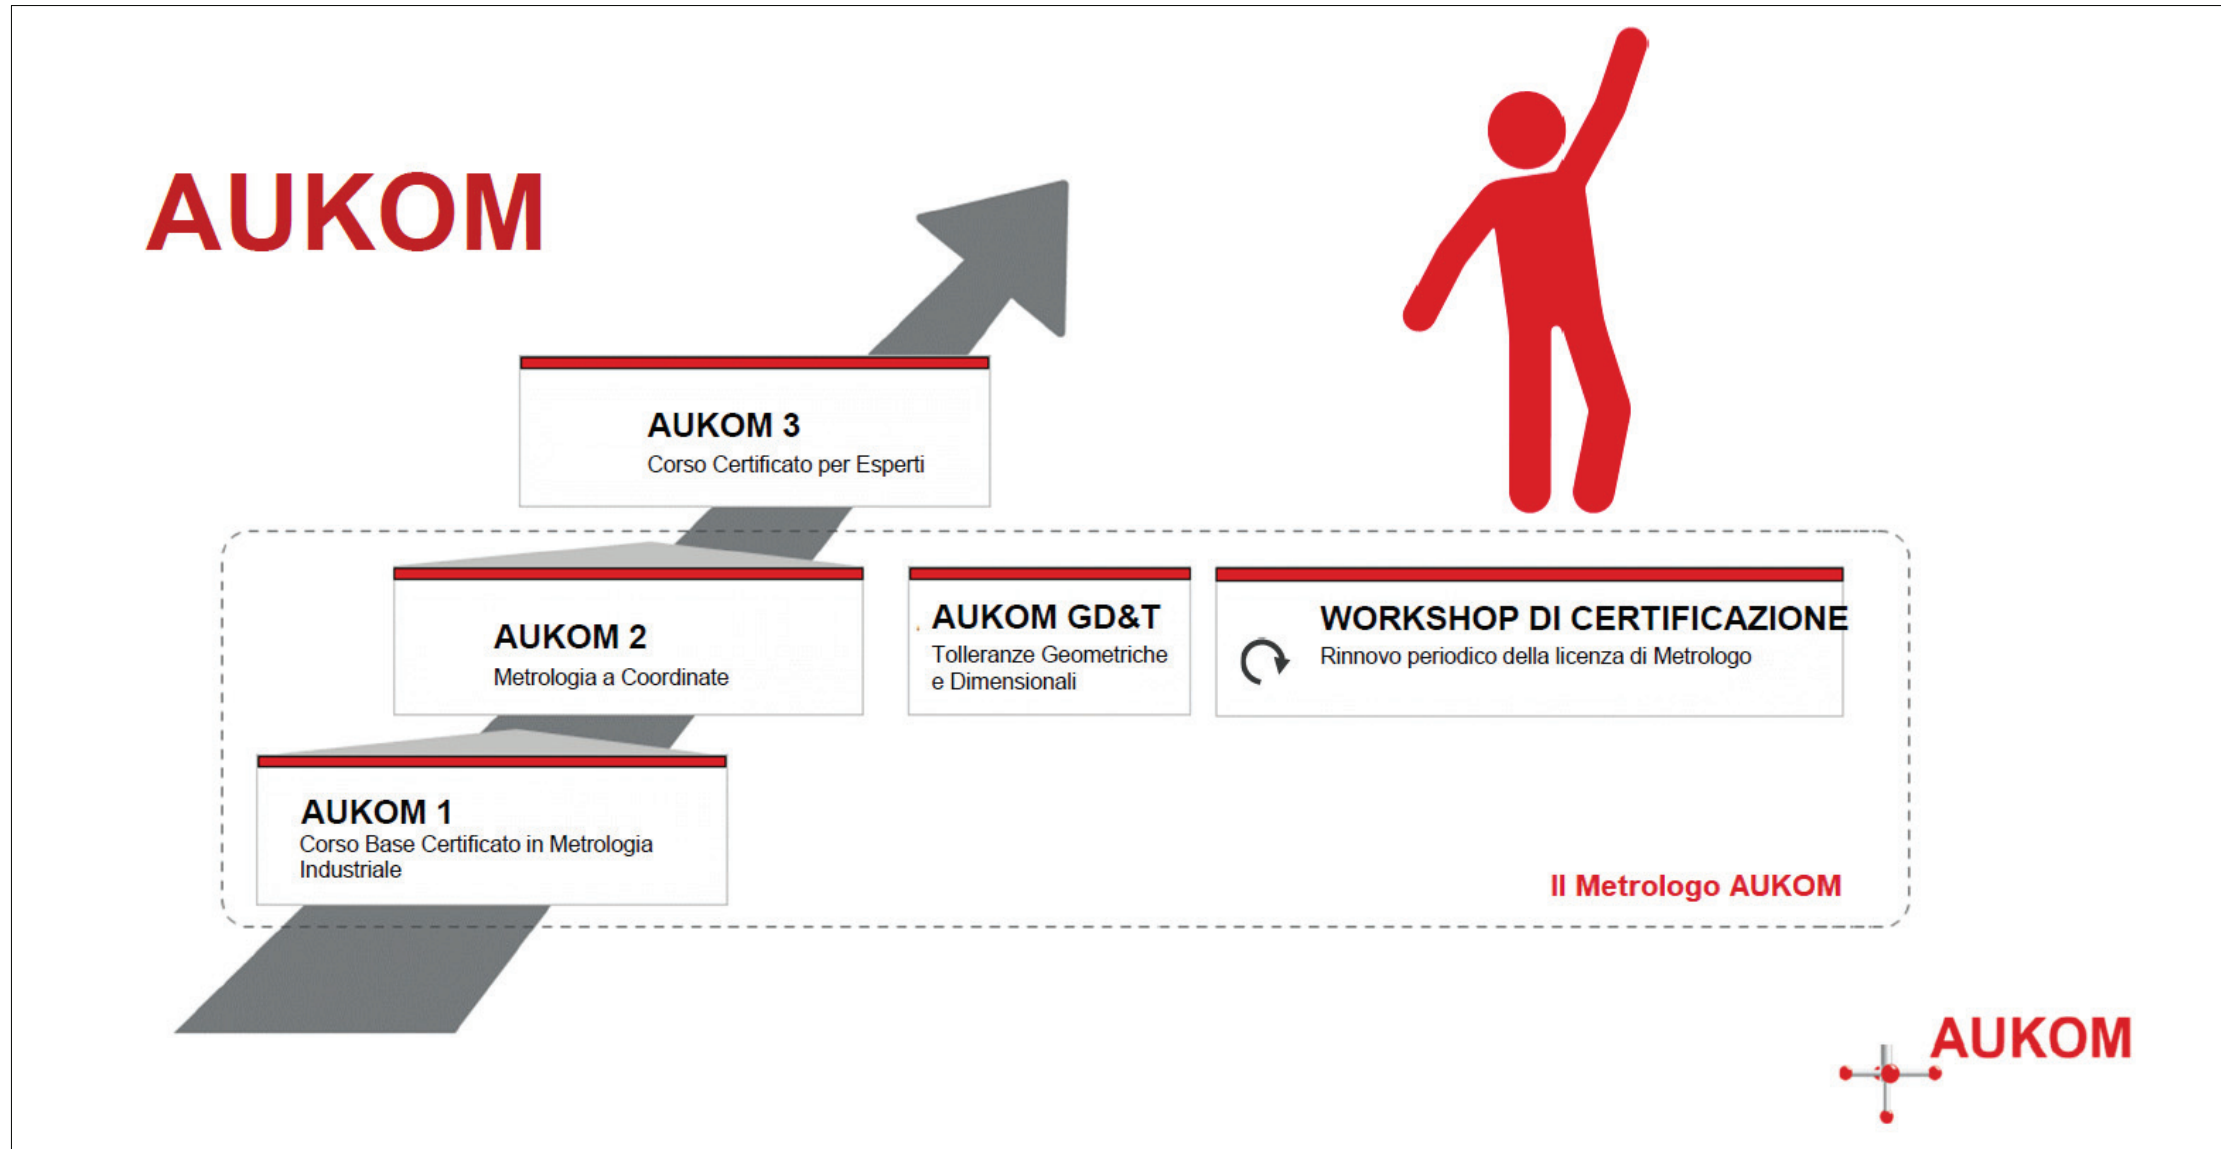 AUKOM
AUKOM 3
Corso Certificato per Esperti
AUKOM 2
Metrologia a Coordinate
AUKOM GD&T
Tolleranze Geometriche
e Dimensionali
WORKSHOP DI CERTIFICAZIONE
Rinnovo periodico della licenza di Metrologo
AUKOM 1
Corso Base Certificato in Metrologia
Industriale
Il Metrologo AUKOM
AUKOM